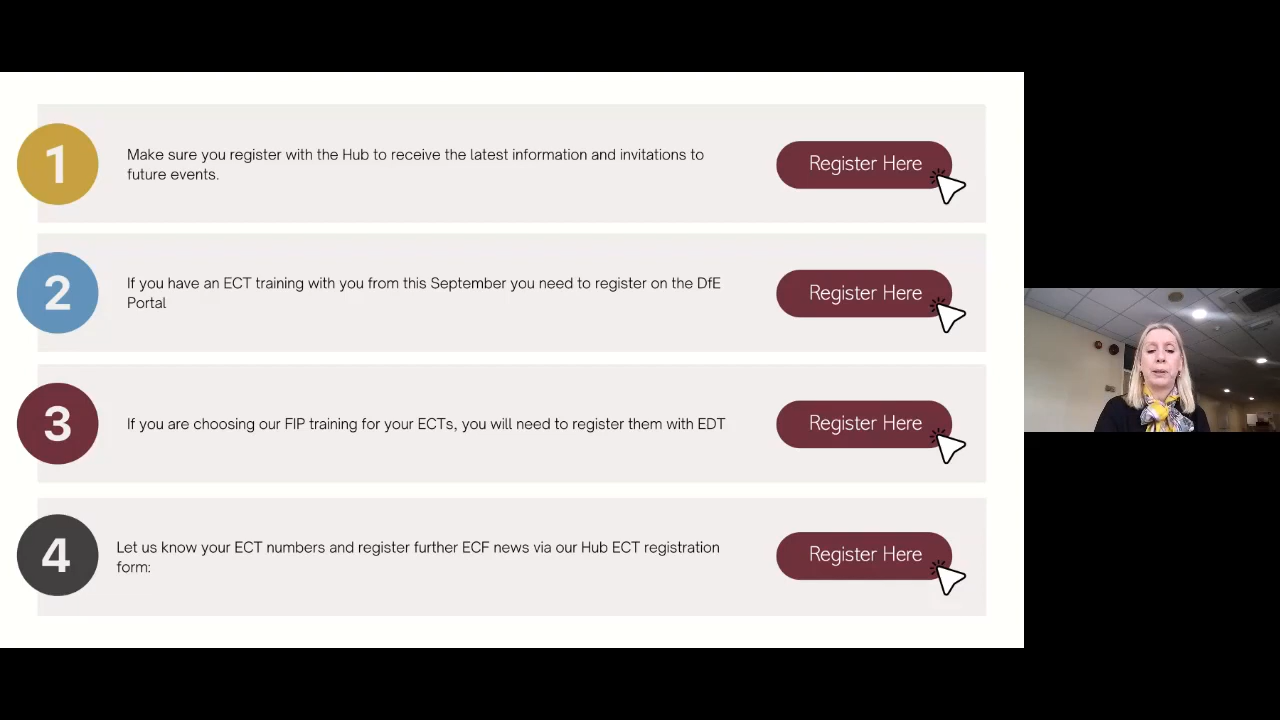 1
Make sure you register with the Hub to receive the latest information and invitations to
future events.
Register Here
2
If you have an ECT training with you from this September you need to register on the DfE
Portal
Register Here
3
If you are choosing our FIP training for your ECTs, you will need to register them with EDT
Register Here
4
Let us know your ECT numbers and register further ECF news via our Hub ECT registration
form:
Register Here